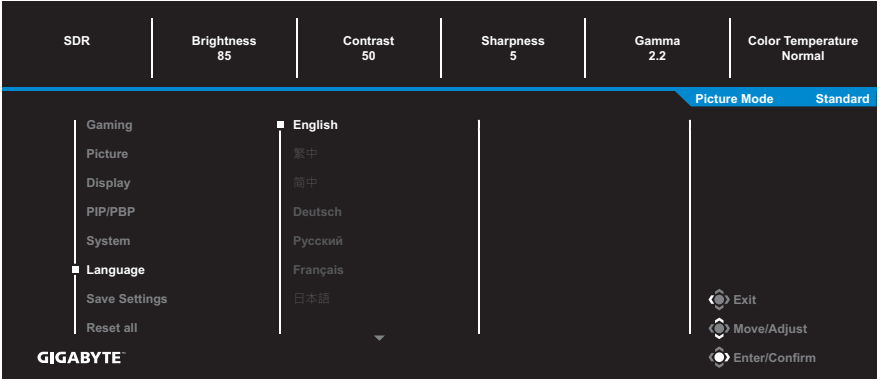 SDR
Brightness
85
Contrast
50
Sharpness
5
Gamma
2.2
Color Temperature
Normal
Picture Mode Standard
Gaming
Picture
Display
PIP/PBP
System
Language
Save Settings
Reset all
English
繁中
简中
Deutsch
Русский
Français
日本語
Exit
Move/Adjust
Enter/Confirm
GIGABYTE™